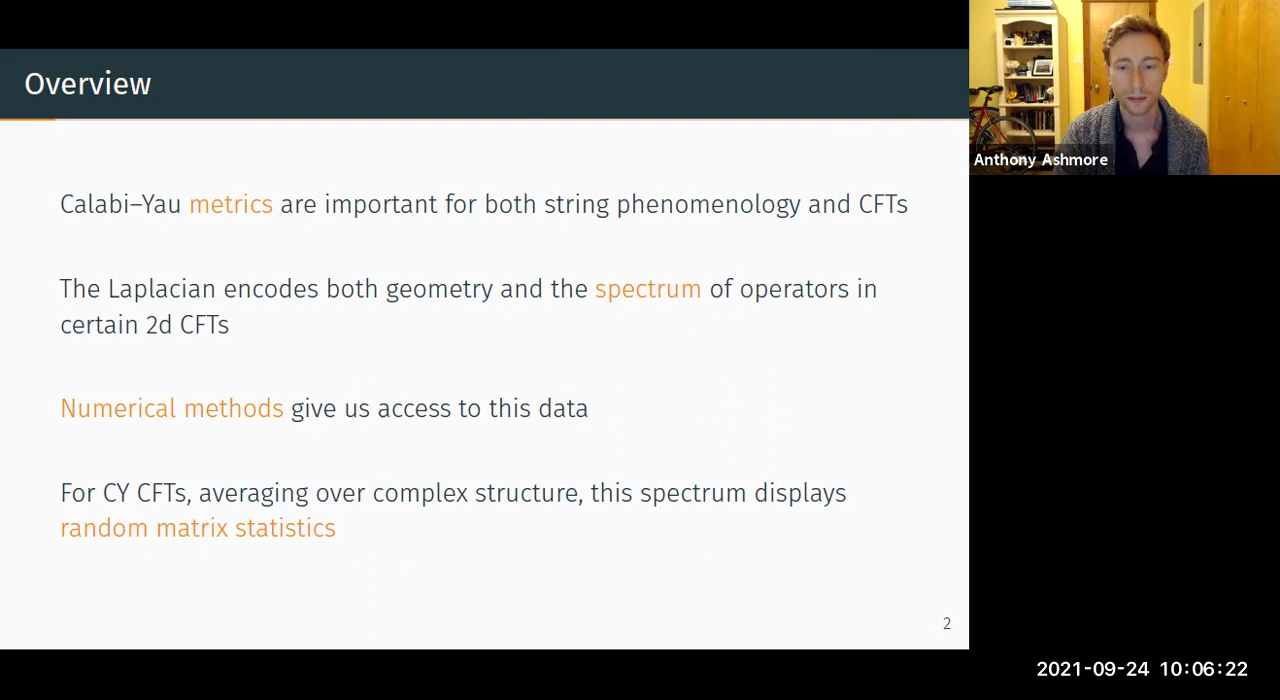 Overview
Calabi–Yau metrics are important for both string phenomenology and CFTs
The Laplacian encodes both geometry and the spectrum of operators in
certain 2d CFTs
Numerical methods give us access to this data
For CY CFTs, averaging over complex structure, this spectrum displays
random matrix statistics
2
Anthony Ashmore
2021-09-24 10:06:22